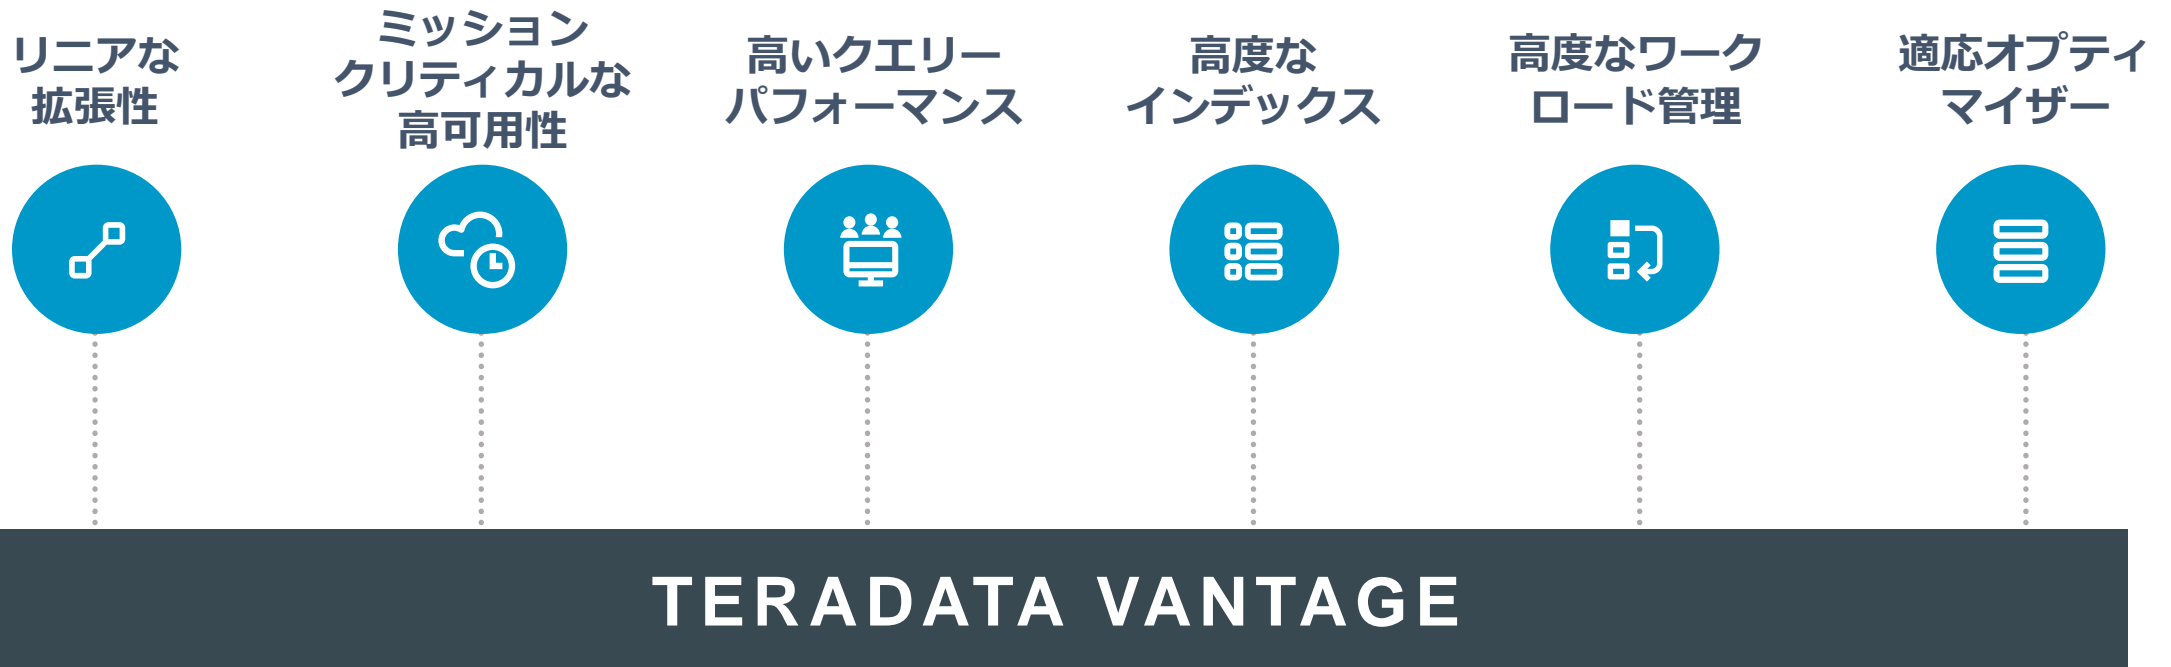 リニアな
拡張性
ミッション
クリティカルな
高可用性
高いクエリー
パフォーマンス
高度な
インデックス
高度なワーク
ロード管理
適応オプティ
マイザー
TERADATA VANTAGE